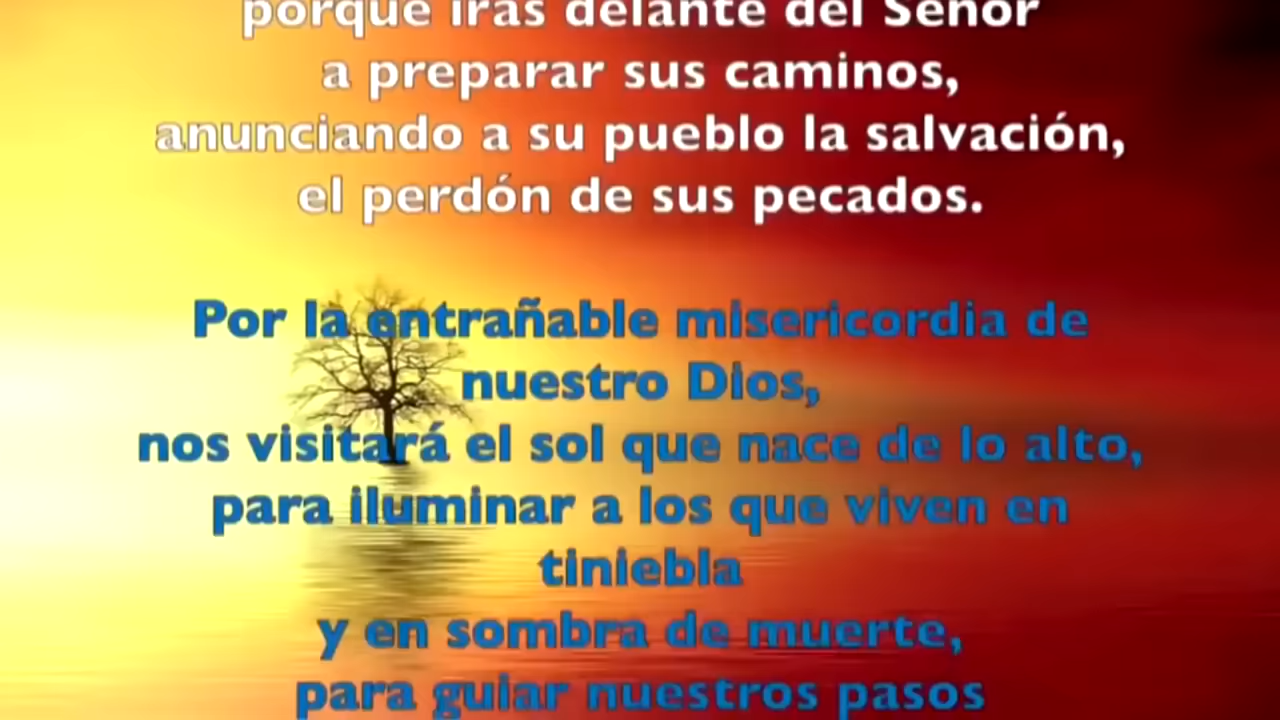 porque irás delante del Señor
a preparar sus caminos,
anunciando a su pueblo la salvación,
el perdón de sus pecados.
Por la entrañable misericordia de
nuestro Dios,
nos visitará el sol que nace de lo alto,
para iluminar a los que viven en
tiniebla
y en sombra de muerte,
para guiar nuestros pasos